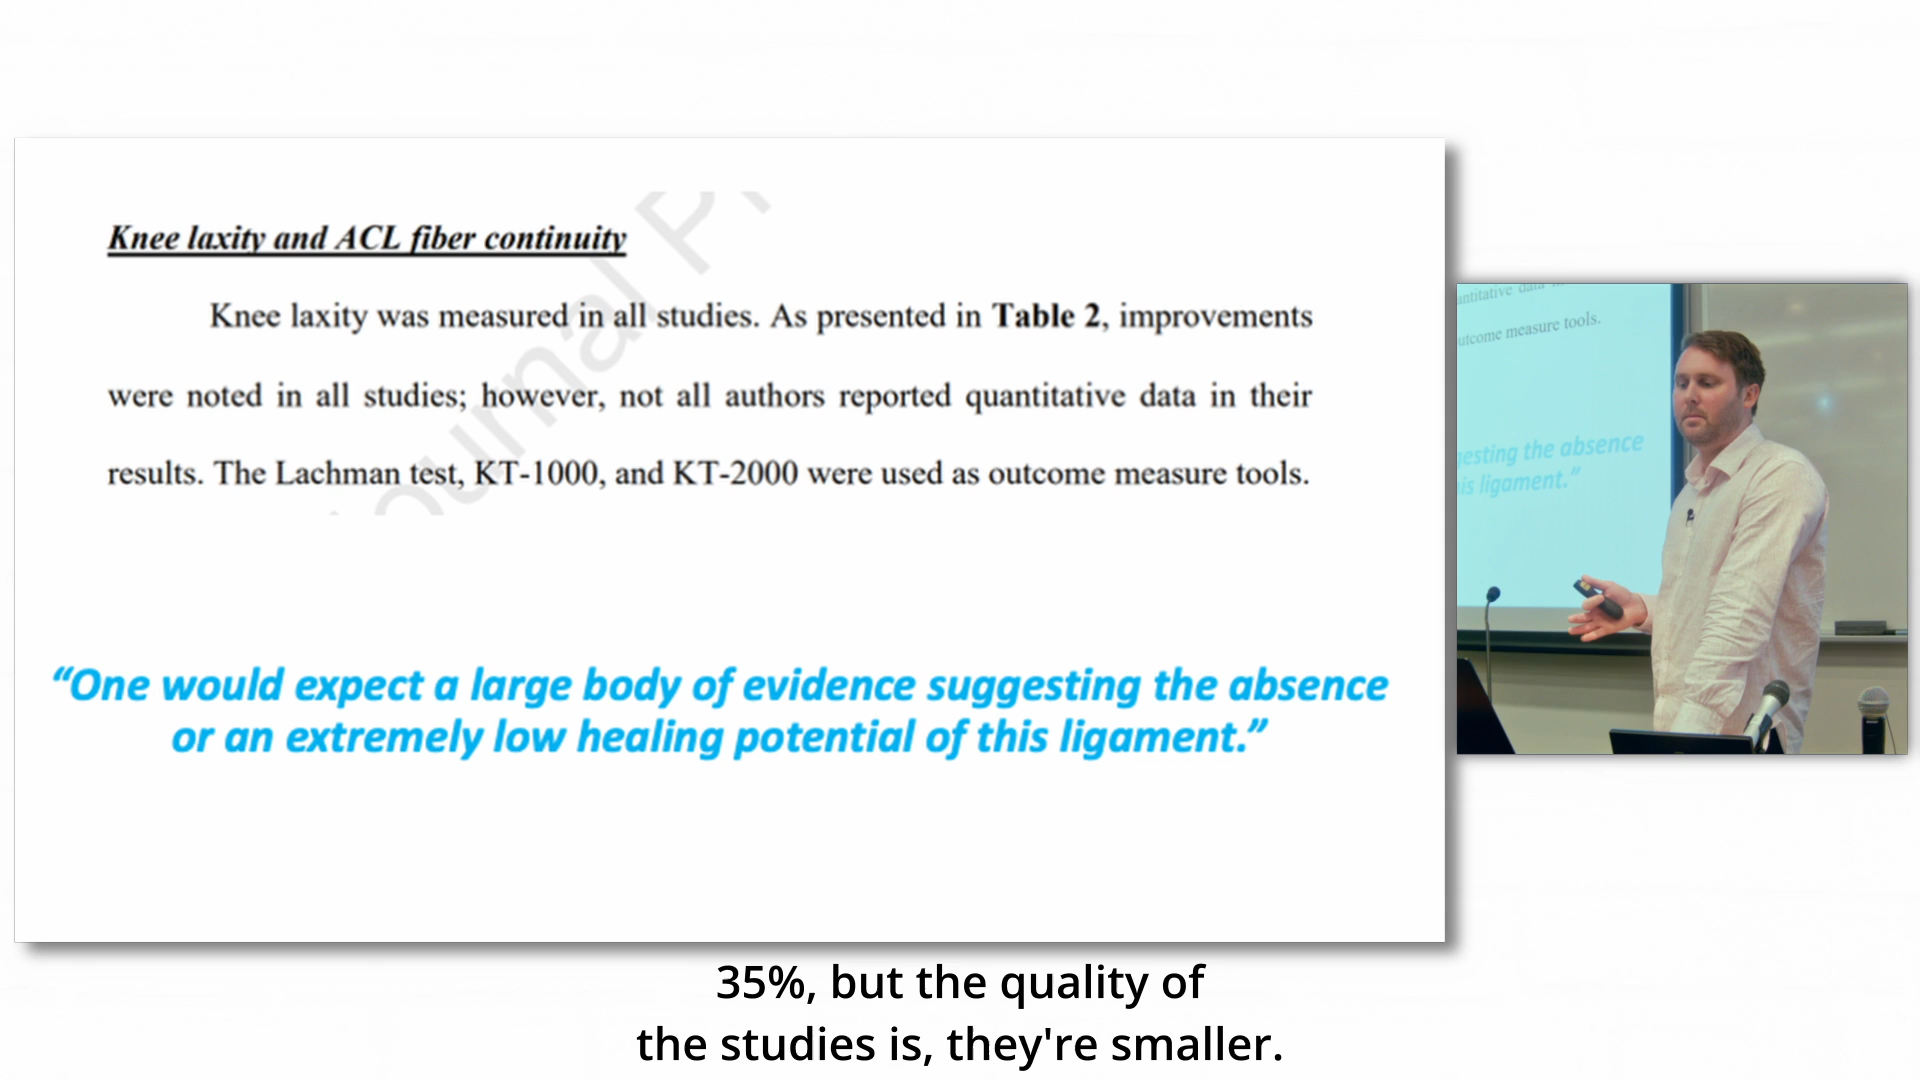 Knee laxity and ACL fiber continuity
Knee laxity was measured in all studies. As presented in Table 2, improvements
were noted in all studies; however, not all authors reported quantitative data in their
results. The Lachman test, KT-1000, and KT-2000 were used as outcome measure tools.
"One would expect a large body of evidence suggesting the absence
or an extremely low healing potential of this ligament."
ournal P
antitative data
utcome measure tools.
gesting the absence
is ligament."
35%, but the quality of
the studies is, they're smaller.